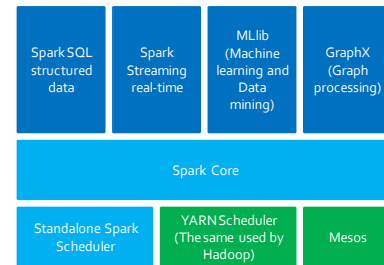 Spark SQL
structured
data
Spark
Streaming
real-time
MLlib
(Machine
learning and
Data
mining)
GraphX
(Graph
processing)
Spark Core
Standalone Spark
Scheduler
YARN Scheduler
(The same used by
Hadoop)
Mesos